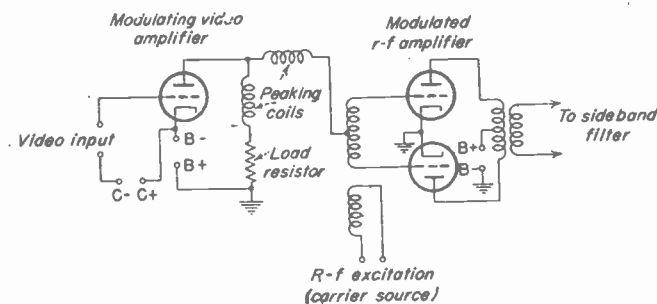 Modulating video
amplifier
Modulated
r-f amplifier
Peaking
coils
Video input
B-
B+
Load
resistor
C- C+
B+
B-
To sideband
filter
R-f excitation
(carrier source)